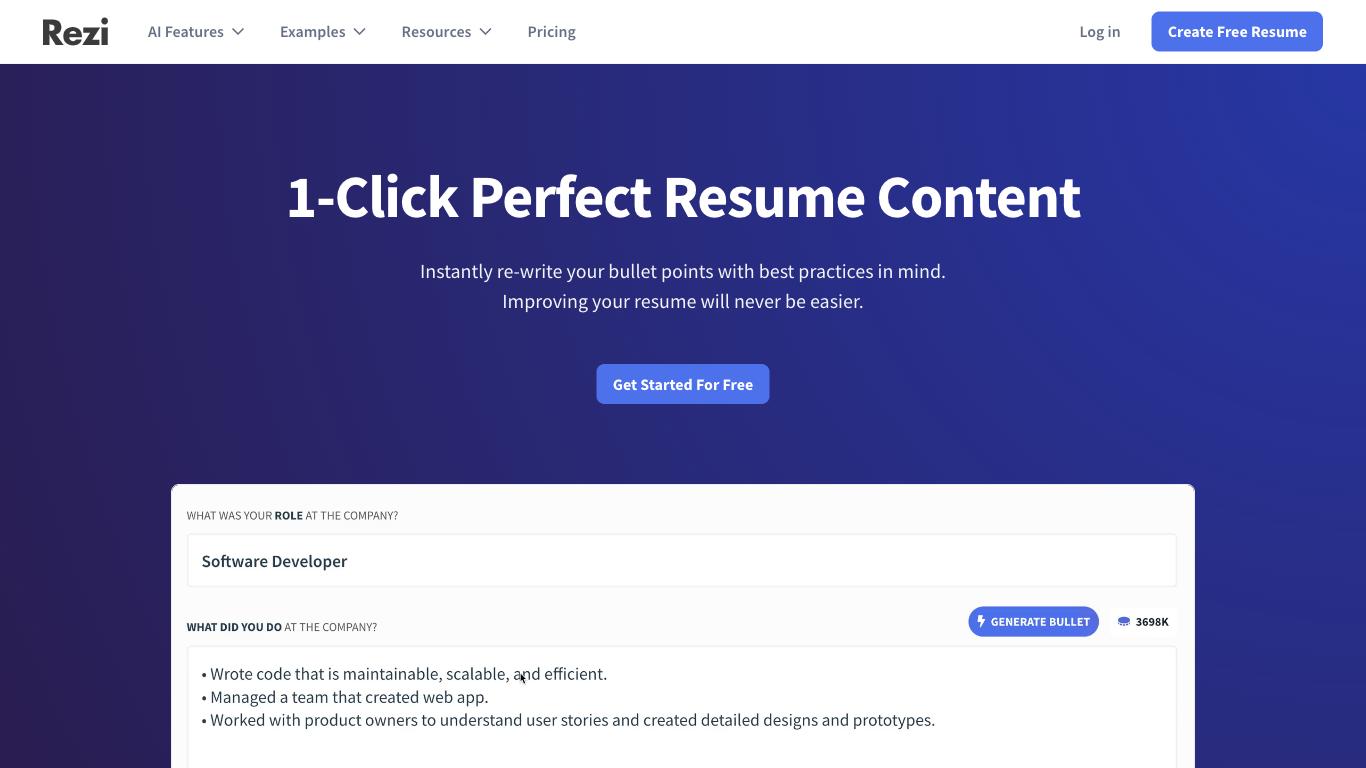 Rezi AI Features Examples Resources Pricing Log in Create Free Resume
1-Click Perfect Resume Content
Instantly re-write your bullet points with best practices in mind.
Improving your resume will never be easier.
Get Started For Free
WHAT WAS YOUR ROLE AT THE COMPANY?
Software Developer
WHAT DID YOU DO AT THE COMPANY? GENERATE BULLET 3698K
• Wrote code that is maintainable, scalable, and efficient.
• Managed a team that created web app.
• Worked with product owners to understand user stories and created detailed designs and prototypes.